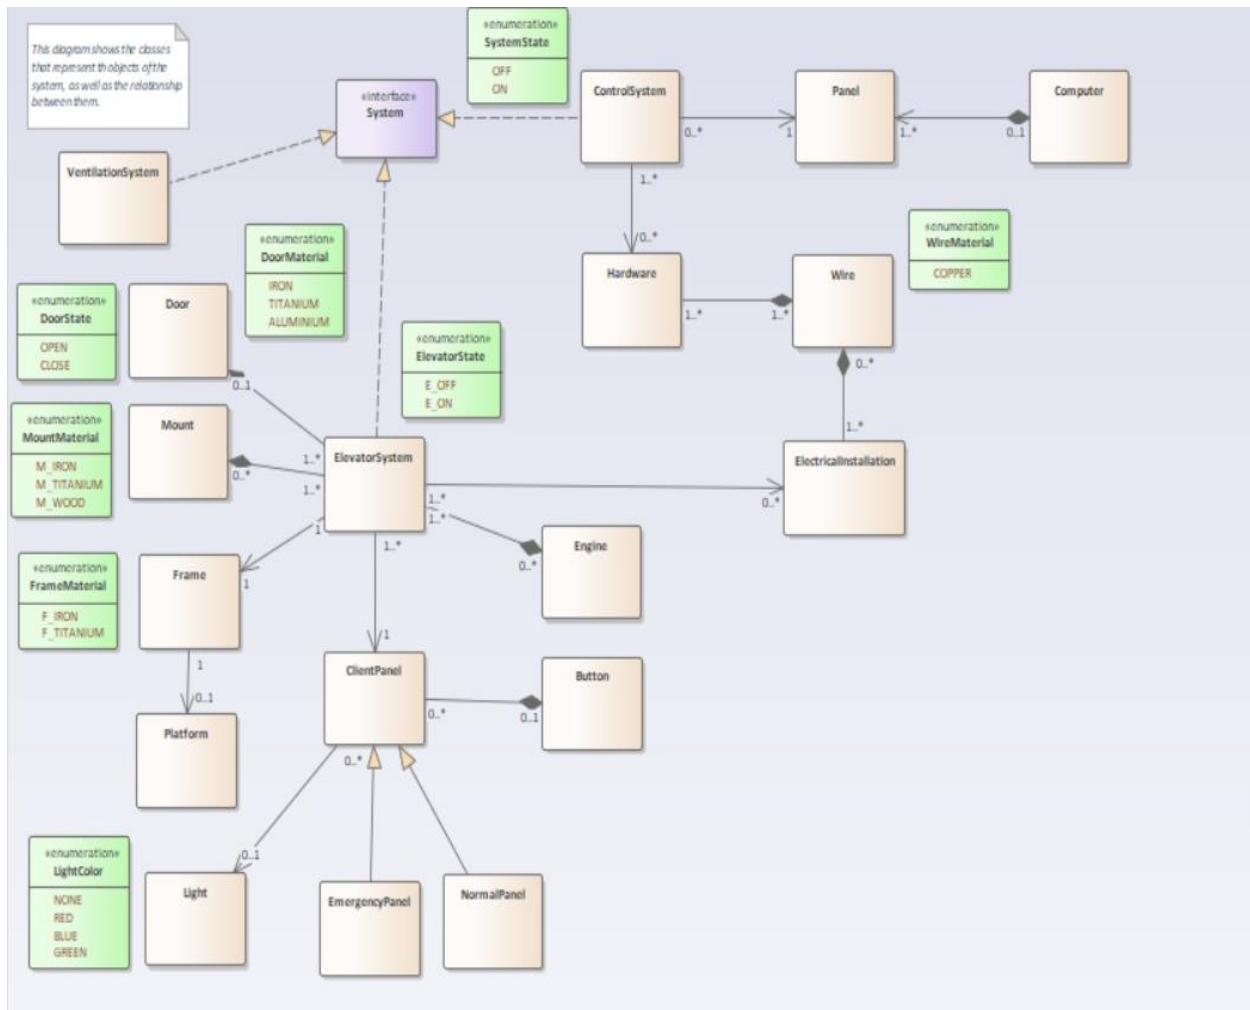 This diagram shows the classes
that represent th objects of the
system, as well as the relationship
between them.
«enumeration»
SystemState
OFF
ON
«interface»
System
ControlSystem
0..*
1
Panel
1..*
0..1
Computer
VentilationSystem
1..*
0..*
«enumeration»
DoorMaterial
IRON
TITANIUM
ALUMINIUM
«enumeration»
WireMaterial
COPPER
Hardware
1..*
1..*
Wire
0..*
1..*
«enumeration»
DoorState
OPEN
CLOSE
Door
0..1
«enumeration»
ElevatorState
E_OFF
E_ON
«enumeration»
MountMaterial
M_IRON
M_TITANIUM
M_WOOD
Mount
0..*
1..*
1..*
1
ElevatorSystem
1..*
1..*
1..*
0..*
ElectricalInstallation
Engine
0..*
«enumeration»
FrameMaterial
F_IRON
F_TITANIUM
Frame
1
1
0..1
Platform
1
ClientPanel
0..*
0..1
Button
0..*
0..1
«enumeration»
LightColor
NONE
RED
BLUE
GREEN
Light
EmergencyPanel
NormalPanel